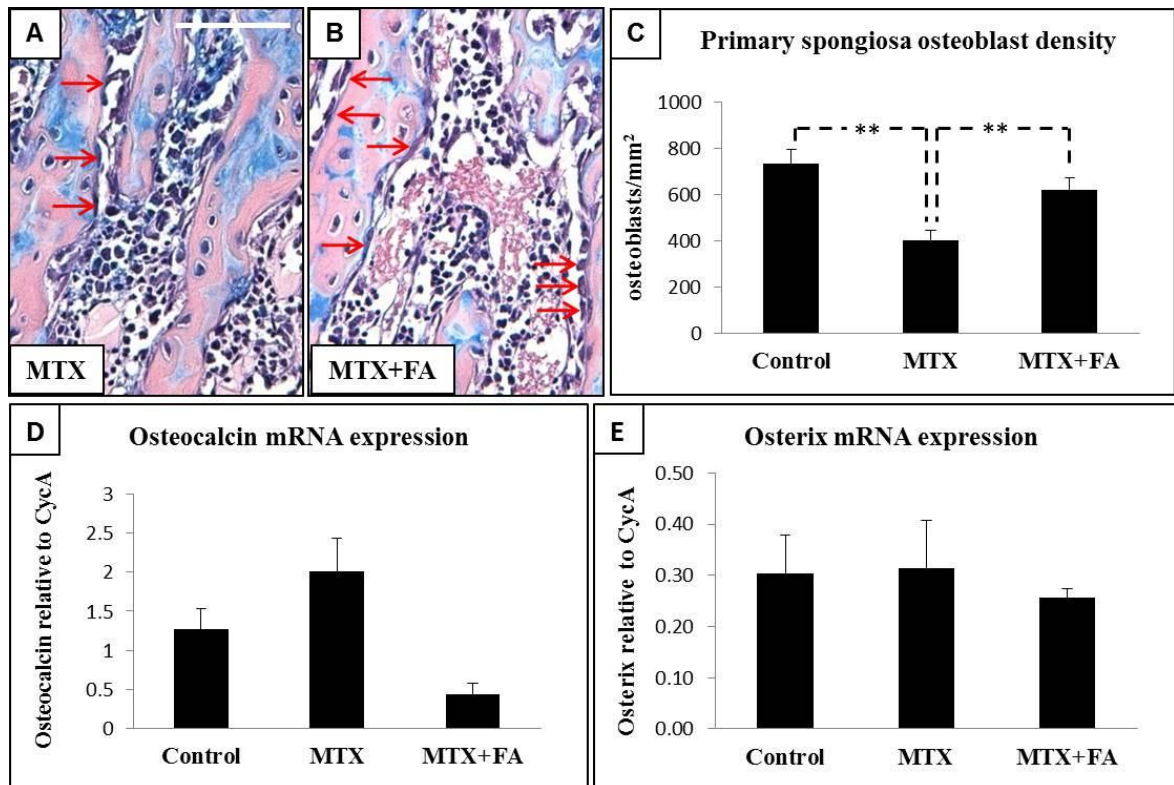 A
MTX
B
MTX+FA
C
Primary spongiosa osteoblast density
osteoblasts/mm²
1000
800
600
400
200
0
**
**
Control
MTX
MTX+FA
D
Osteocalcin mRNA expression
Osteocalcin relative to CycA
3
2.5
2
1.5
1
0.5
0
Control
MTX
MTX+FA
E
Osterix mRNA expression
Osterix relative to CycA
0.50
0.40
0.30
0.20
0.10
0.00
Control
MTX
MTX+FA